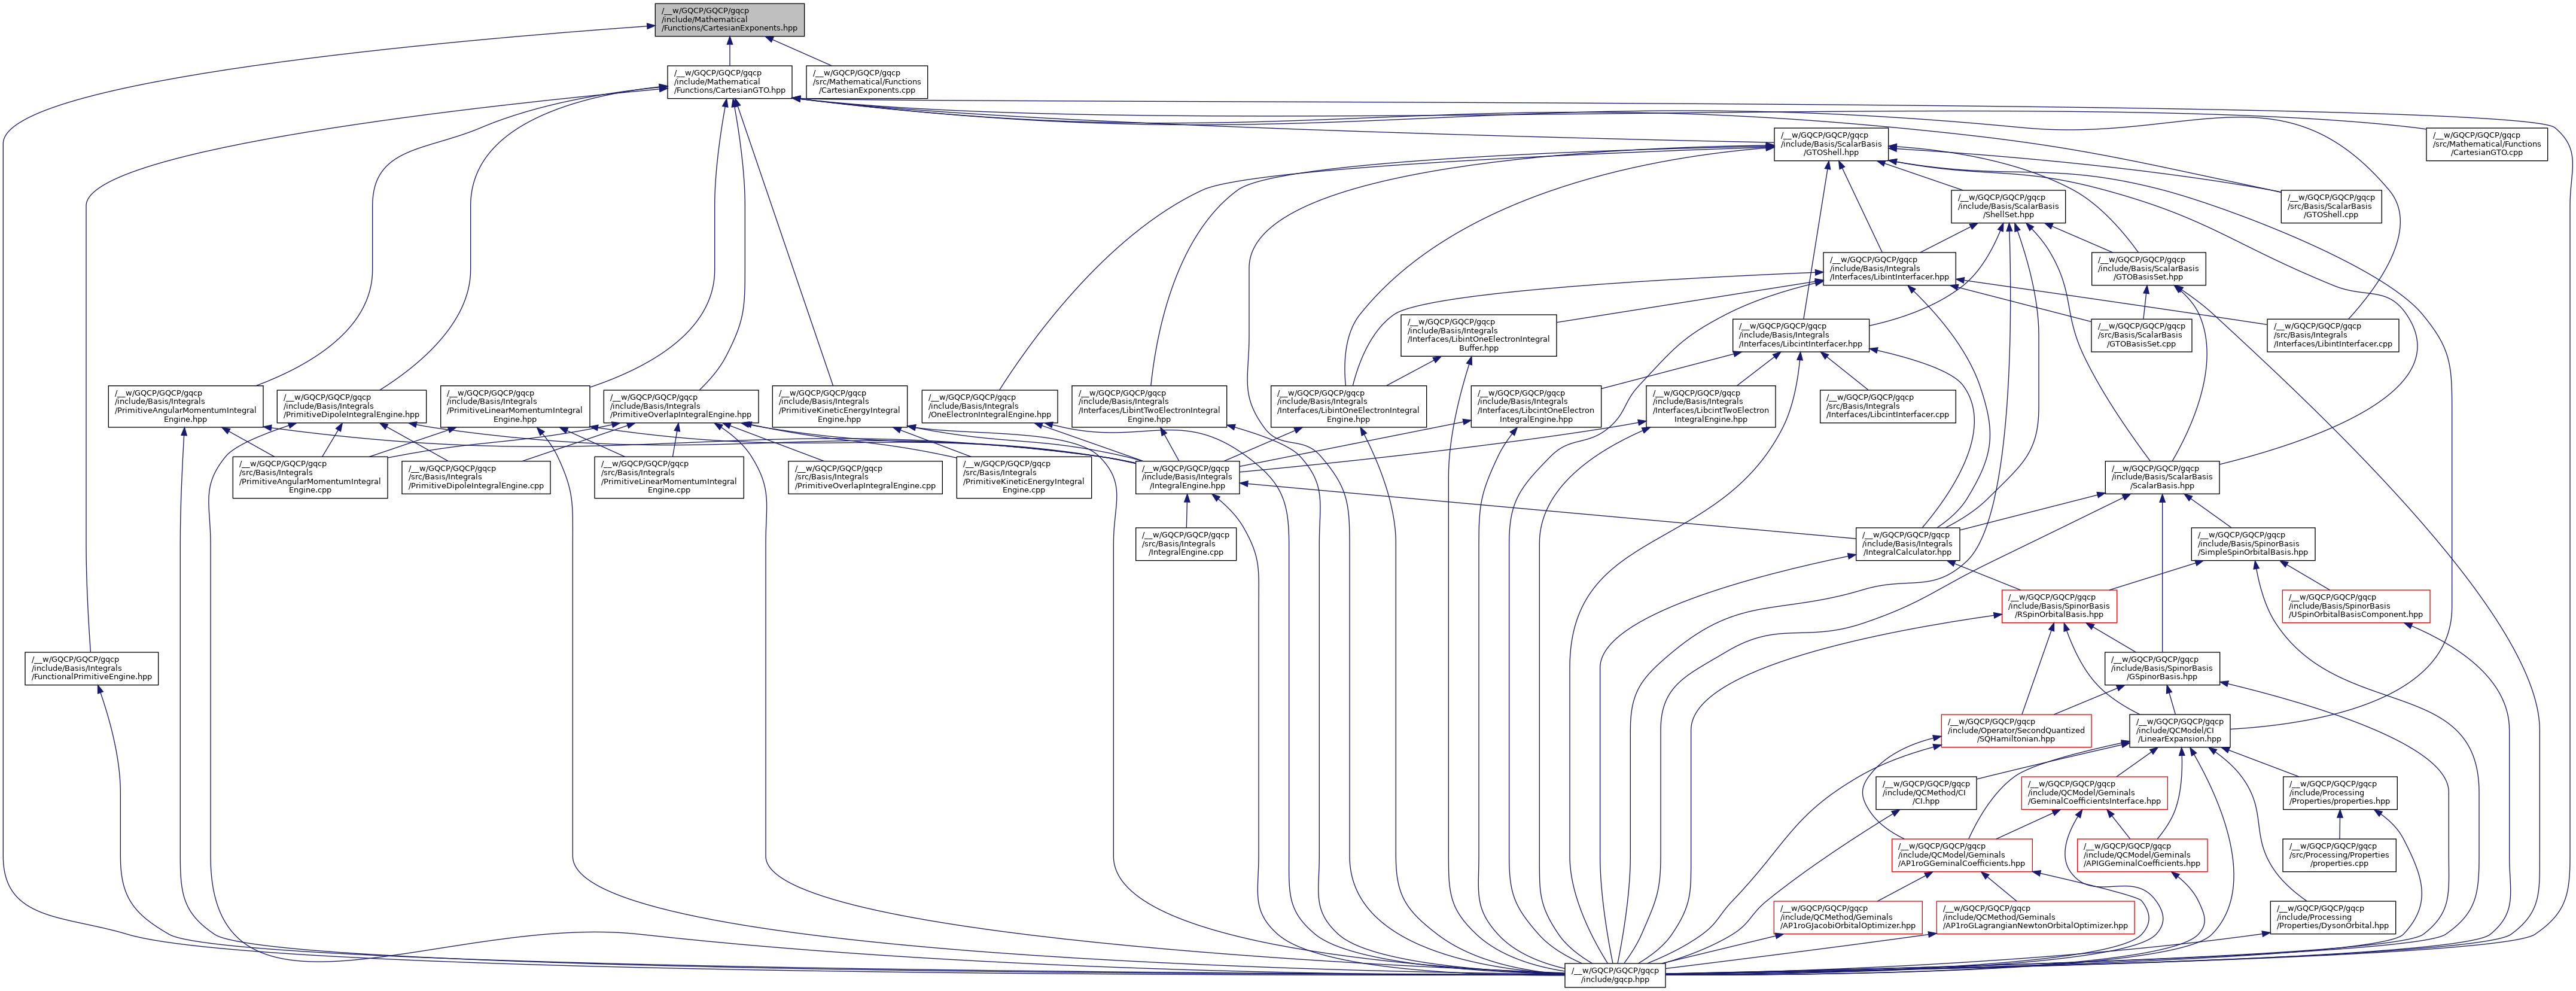 /__w/GQCP/GQCP/gqcp
/include/Mathematical
/Functions/CartesianExponents.hpp
/__w/GQCP/GQCP/gqcp
/include/Mathematical
/Functions/CartesianGTO.hpp
/__w/GQCP/GQCP/gqcp
/src/Mathematical/Functions
/CartesianExponents.cpp
/__w/GQCP/GQCP/gqcp
/include/Basis/ScalarBasis
/GTOShell.hpp
/__w/GQCP/GQCP/gqcp
/src/Mathematical/Functions
/CartesianGTO.cpp
/__w/GQCP/GQCP/gqcp
/include/Basis/ScalarBasis
/ShellSet.hpp
/__w/GQCP/GQCP/gqcp
/src/Basis/ScalarBasis
/GTOShell.cpp
/__w/GQCP/GQCP/gqcp
/include/Basis/Integrals
/Interfaces/LibintInterfacer.hpp
/__w/GQCP/GQCP/gqcp
/include/Basis/ScalarBasis
/GTOBasisSet.hpp
/__w/GQCP/GQCP/gqcp
/include/Basis/Integrals
/Interfaces/LibintOneElectronIntegral
Buffer.hpp
/__w/GQCP/GQCP/gqcp
/include/Basis/Integrals
/Interfaces/LibcintInterfacer.hpp
/__w/GQCP/GQCP/gqcp
/src/Basis/ScalarBasis
/GTOBasisSet.cpp
/__w/GQCP/GQCP/gqcp
/src/Basis/Integrals
/Interfaces/LibintInterfacer.cpp
/__w/GQCP/GQCP/gqcp
/include/Basis/Integrals
/PrimitiveAngularMomentumIntegral
Engine.hpp
/__w/GQCP/GQCP/gqcp
/include/Basis/Integrals
/PrimitiveDipoleIntegralEngine.hpp
/__w/GQCP/GQCP/gqcp
/include/Basis/Integrals
/PrimitiveLinearMomentumIntegral
Engine.hpp
/__w/GQCP/GQCP/gqcp
/include/Basis/Integrals
/PrimitiveOverlapIntegralEngine.hpp
/__w/GQCP/GQCP/gqcp
/include/Basis/Integrals
/PrimitiveKineticEnergyIntegral
Engine.hpp
/__w/GQCP/GQCP/gqcp
/include/Basis/Integrals
/OneElectronIntegralEngine.hpp
/__w/GQCP/GQCP/gqcp
/include/Basis/Integrals
/Interfaces/LibintTwoElectronIntegral
Engine.hpp
/__w/GQCP/GQCP/gqcp
/include/Basis/Integrals
/Interfaces/LibintOneElectronIntegral
Engine.hpp
/__w/GQCP/GQCP/gqcp
/include/Basis/Integrals
/Interfaces/LibcintOneElectron
IntegralEngine.hpp
/__w/GQCP/GQCP/gqcp
/include/Basis/Integrals
/Interfaces/LibcintTwoElectron
IntegralEngine.hpp
/__w/GQCP/GQCP/gqcp
/src/Basis/Integrals
/Interfaces/LibcintInterfacer.cpp
/__w/GQCP/GQCP/gqcp
/src/Basis/Integrals
/PrimitiveAngularMomentumIntegral
Engine.cpp
/__w/GQCP/GQCP/gqcp
/src/Basis/Integrals
/PrimitiveDipoleIntegralEngine.cpp
/__w/GQCP/GQCP/gqcp
/src/Basis/Integrals
/PrimitiveLinearMomentumIntegral
Engine.cpp
/__w/GQCP/GQCP/gqcp
/src/Basis/Integrals
/PrimitiveOverlapIntegralEngine.cpp
/__w/GQCP/GQCP/gqcp
/src/Basis/Integrals
/PrimitiveKineticEnergyIntegral
Engine.cpp
/__w/GQCP/GQCP/gqcp
/include/Basis/Integrals
/IntegralEngine.hpp
/__w/GQCP/GQCP/gqcp
/include/Basis/ScalarBasis
/ScalarBasis.hpp
/__w/GQCP/GQCP/gqcp
/src/Basis/Integrals
/IntegralEngine.cpp
/__w/GQCP/GQCP/gqcp
/include/Basis/Integrals
/IntegralCalculator.hpp
/__w/GQCP/GQCP/gqcp
/include/Basis/SpinorBasis
/SimpleSpinOrbitalBasis.hpp
/__w/GQCP/GQCP/gqcp
/include/Basis/SpinorBasis
/RSpinOrbitalBasis.hpp
/__w/GQCP/GQCP/gqcp
/include/Basis/SpinorBasis
/USpinOrbitalBasisComponent.hpp
/__w/GQCP/GQCP/gqcp
/include/Basis/Integrals
/FunctionalPrimitiveEngine.hpp
/__w/GQCP/GQCP/gqcp
/include/Basis/SpinorBasis
/GSpinorBasis.hpp
/__w/GQCP/GQCP/gqcp
/include/Operator/SecondQuantized
/SQHamiltonian.hpp
/__w/GQCP/GQCP/gqcp
/include/QCModel/CI
/LinearExpansion.hpp
/__w/GQCP/GQCP/gqcp
/include/QCMethod/CI
/CI.hpp
/__w/GQCP/GQCP/gqcp
/include/QCModel/Geminals
/GeminalCoefficientsInterface.hpp
/__w/GQCP/GQCP/gqcp
/include/Processing
/Properties/properties.hpp
/__w/GQCP/GQCP/gqcp
/include/QCModel/Geminals
/AP1roGGeminalCoefficients.hpp
/__w/GQCP/GQCP/gqcp
/include/QCModel/Geminals
/APIGGeminalCoefficients.hpp
/__w/GQCP/GQCP/gqcp
/src/Processing/Properties
/properties.cpp
/__w/GQCP/GQCP/gqcp
/include/QCMethod/Geminals
/AP1roGJacobiOrbitalOptimizer.hpp
/__w/GQCP/GQCP/gqcp
/include/QCMethod/Geminals
/AP1roGLagrangianNewtonOrbitalOptimizer.hpp
/__w/GQCP/GQCP/gqcp
/include/Processing
/Properties/DysonOrbital.hpp
/__w/GQCP/GQCP/gqcp
/include/gqcp.hpp